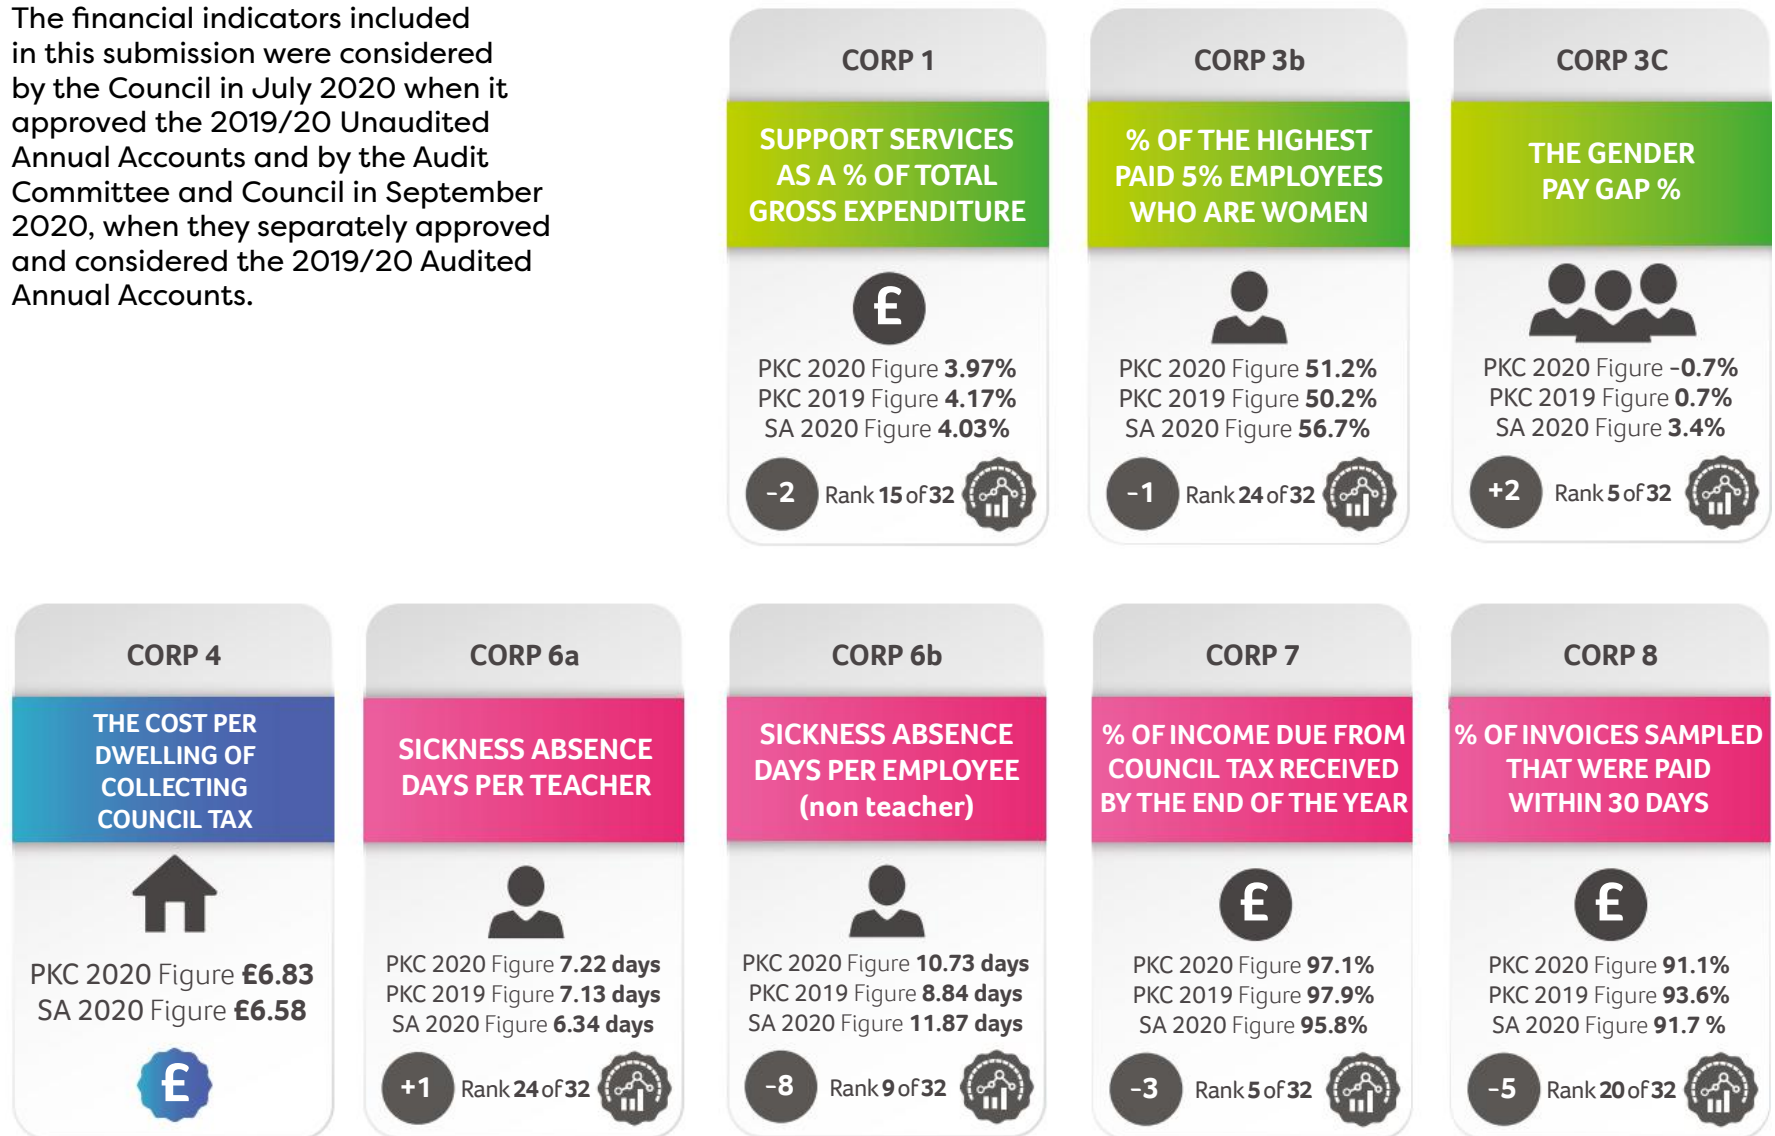 The financial indicators included
in this submission were considered
by the Council in July 2020 when it
approved the 2019/20 Unaudited
Annual Accounts and by the Audit
Committee and Council in September
2020, when they separately approved
and considered the 2019/20 Audited
Annual Accounts.
CORP 1
SUPPORT SERVICES
AS A % OF TOTAL
GROSS EXPENDITURE
£
PKC 2020 Figure 3.97%
PKC 2019 Figure 4.17%
SA 2020 Figure 4.03%
-2 Rank 15 of 32
CORP 3b
% OF THE HIGHEST
PAID 5% EMPLOYEES
WHO ARE WOMEN
PKC 2020 Figure 51.2%
PKC 2019 Figure 50.2%
SA 2020 Figure 56.7%
-1 Rank 24 of 32
CORP 3C
THE GENDER
PAY GAP %
PKC 2020 Figure -0.7%
PKC 2019 Figure 0.7%
SA 2020 Figure 3.4%
+2 Rank 5 of 32
CORP 4
THE COST PER
DWELLING OF
COLLECTING
COUNCIL TAX
PKC 2020 Figure £6.83
SA 2020 Figure £6.58
£
CORP 6a
SICKNESS ABSENCE
DAYS PER TEACHER
PKC 2020 Figure 7.22 days
PKC 2019 Figure 7.13 days
SA 2020 Figure 6.34 days
+1 Rank 24 of 32
CORP 6b
SICKNESS ABSENCE
DAYS PER EMPLOYEE
(non teacher)
PKC 2020 Figure 10.73 days
PKC 2019 Figure 8.84 days
SA 2020 Figure 11.87 days
-8 Rank 9 of 32
CORP 7
% OF INCOME DUE FROM
COUNCIL TAX RECEIVED
BY THE END OF THE YEAR
£
PKC 2020 Figure 97.1%
PKC 2019 Figure 97.9%
SA 2020 Figure 95.8%
-3 Rank 5 of 32
CORP 8
% OF INVOICES SAMPLED
THAT WERE PAID
WITHIN 30 DAYS
£
PKC 2020 Figure 91.1%
PKC 2019 Figure 93.6%
SA 2020 Figure 91.7 %
-5 Rank 20 of 32